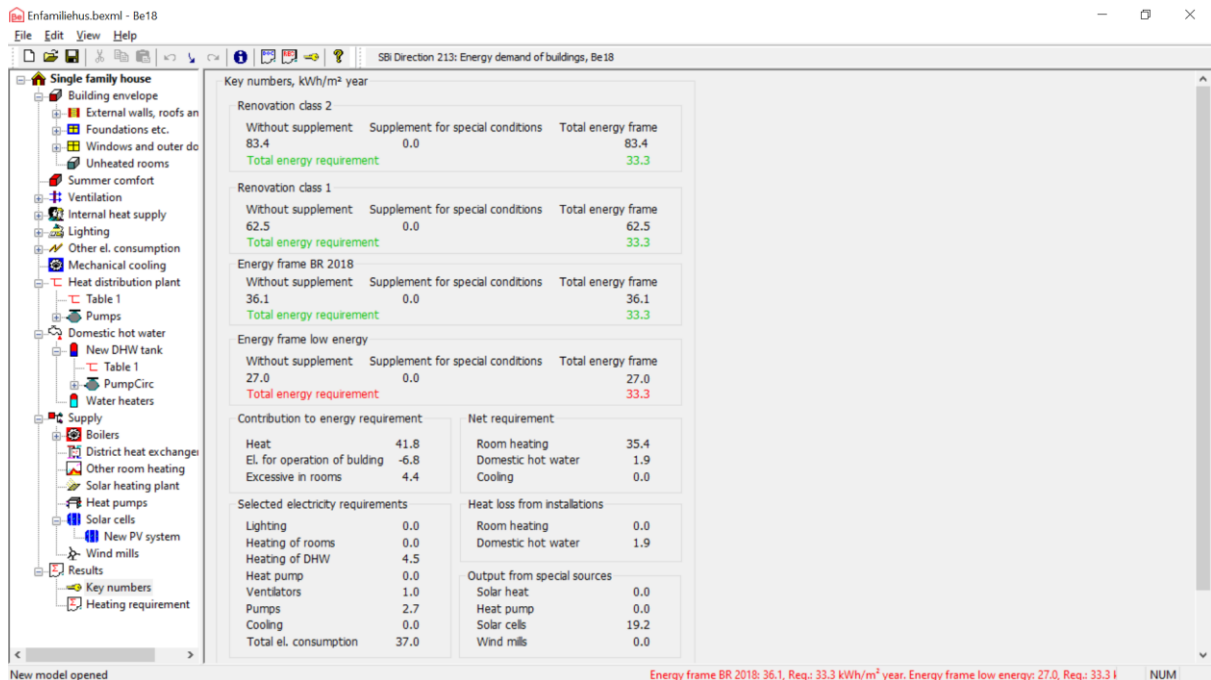 Enfamiliehus.bexml - Be18
File Edit View Help
SBi Direction 213: Energy demand of buildings, Be18
Single family house
Building envelope
External walls, roofs an
Foundations etc.
Windows and outer do
Unheated rooms
Summer comfort
Ventilation
Internal heat supply
Lighting
Other el. consumption
Mechanical cooling
Heat distribution plant
Table 1
Pumps
Domestic hot water
New DHW tank
Table 1
PumpCirc
Water heaters
Supply
Boilers
District heat exchange
Other room heating
Solar heating plant
Heat pumps
Solar cells
New PV system
Wind mills
Results
Key numbers
Heating requirement
Key numbers, kWh/m² year
Renovation class 2
Without supplement Supplement for special conditions Total energy frame
83.4 0.0 83.4
Total energy requirement 33.3
Renovation class 1
Without supplement Supplement for special conditions Total energy frame
62.5 0.0 62.5
Total energy requirement 33.3
Energy frame BR 2018
Without supplement Supplement for special conditions Total energy frame
36.1 0.0 36.1
Total energy requirement 33.3
Energy frame low energy
Without supplement Supplement for special conditions Total energy frame
27.0 0.0 27.0
Total energy requirement 33.3
Contribution to energy requirement
Heat 41.8
El. for operation of bulding -6.8
Excessive in rooms 4.4
Net requirement
Room heating 35.4
Domestic hot water 1.9
Cooling 0.0
Selected electricity requirements
Lighting 0.0
Heating of rooms 0.0
Heating of DHW 4.5
Heat pump 0.0
Ventilators 1.0
Pumps 2.7
Cooling 0.0
Total el. consumption 37.0
Heat loss from installations
Room heating 0.0
Domestic hot water 1.9
Output from special sources
Solar heat 0.0
Heat pump 0.0
Solar cells 19.2
Wind mills 0.0
New model opened
Energy frame BR 2018: 36.1, Req.: 33.3 kWh/m² year. Energy frame low energy: 27.0, Req.: 33.3 k
NUM